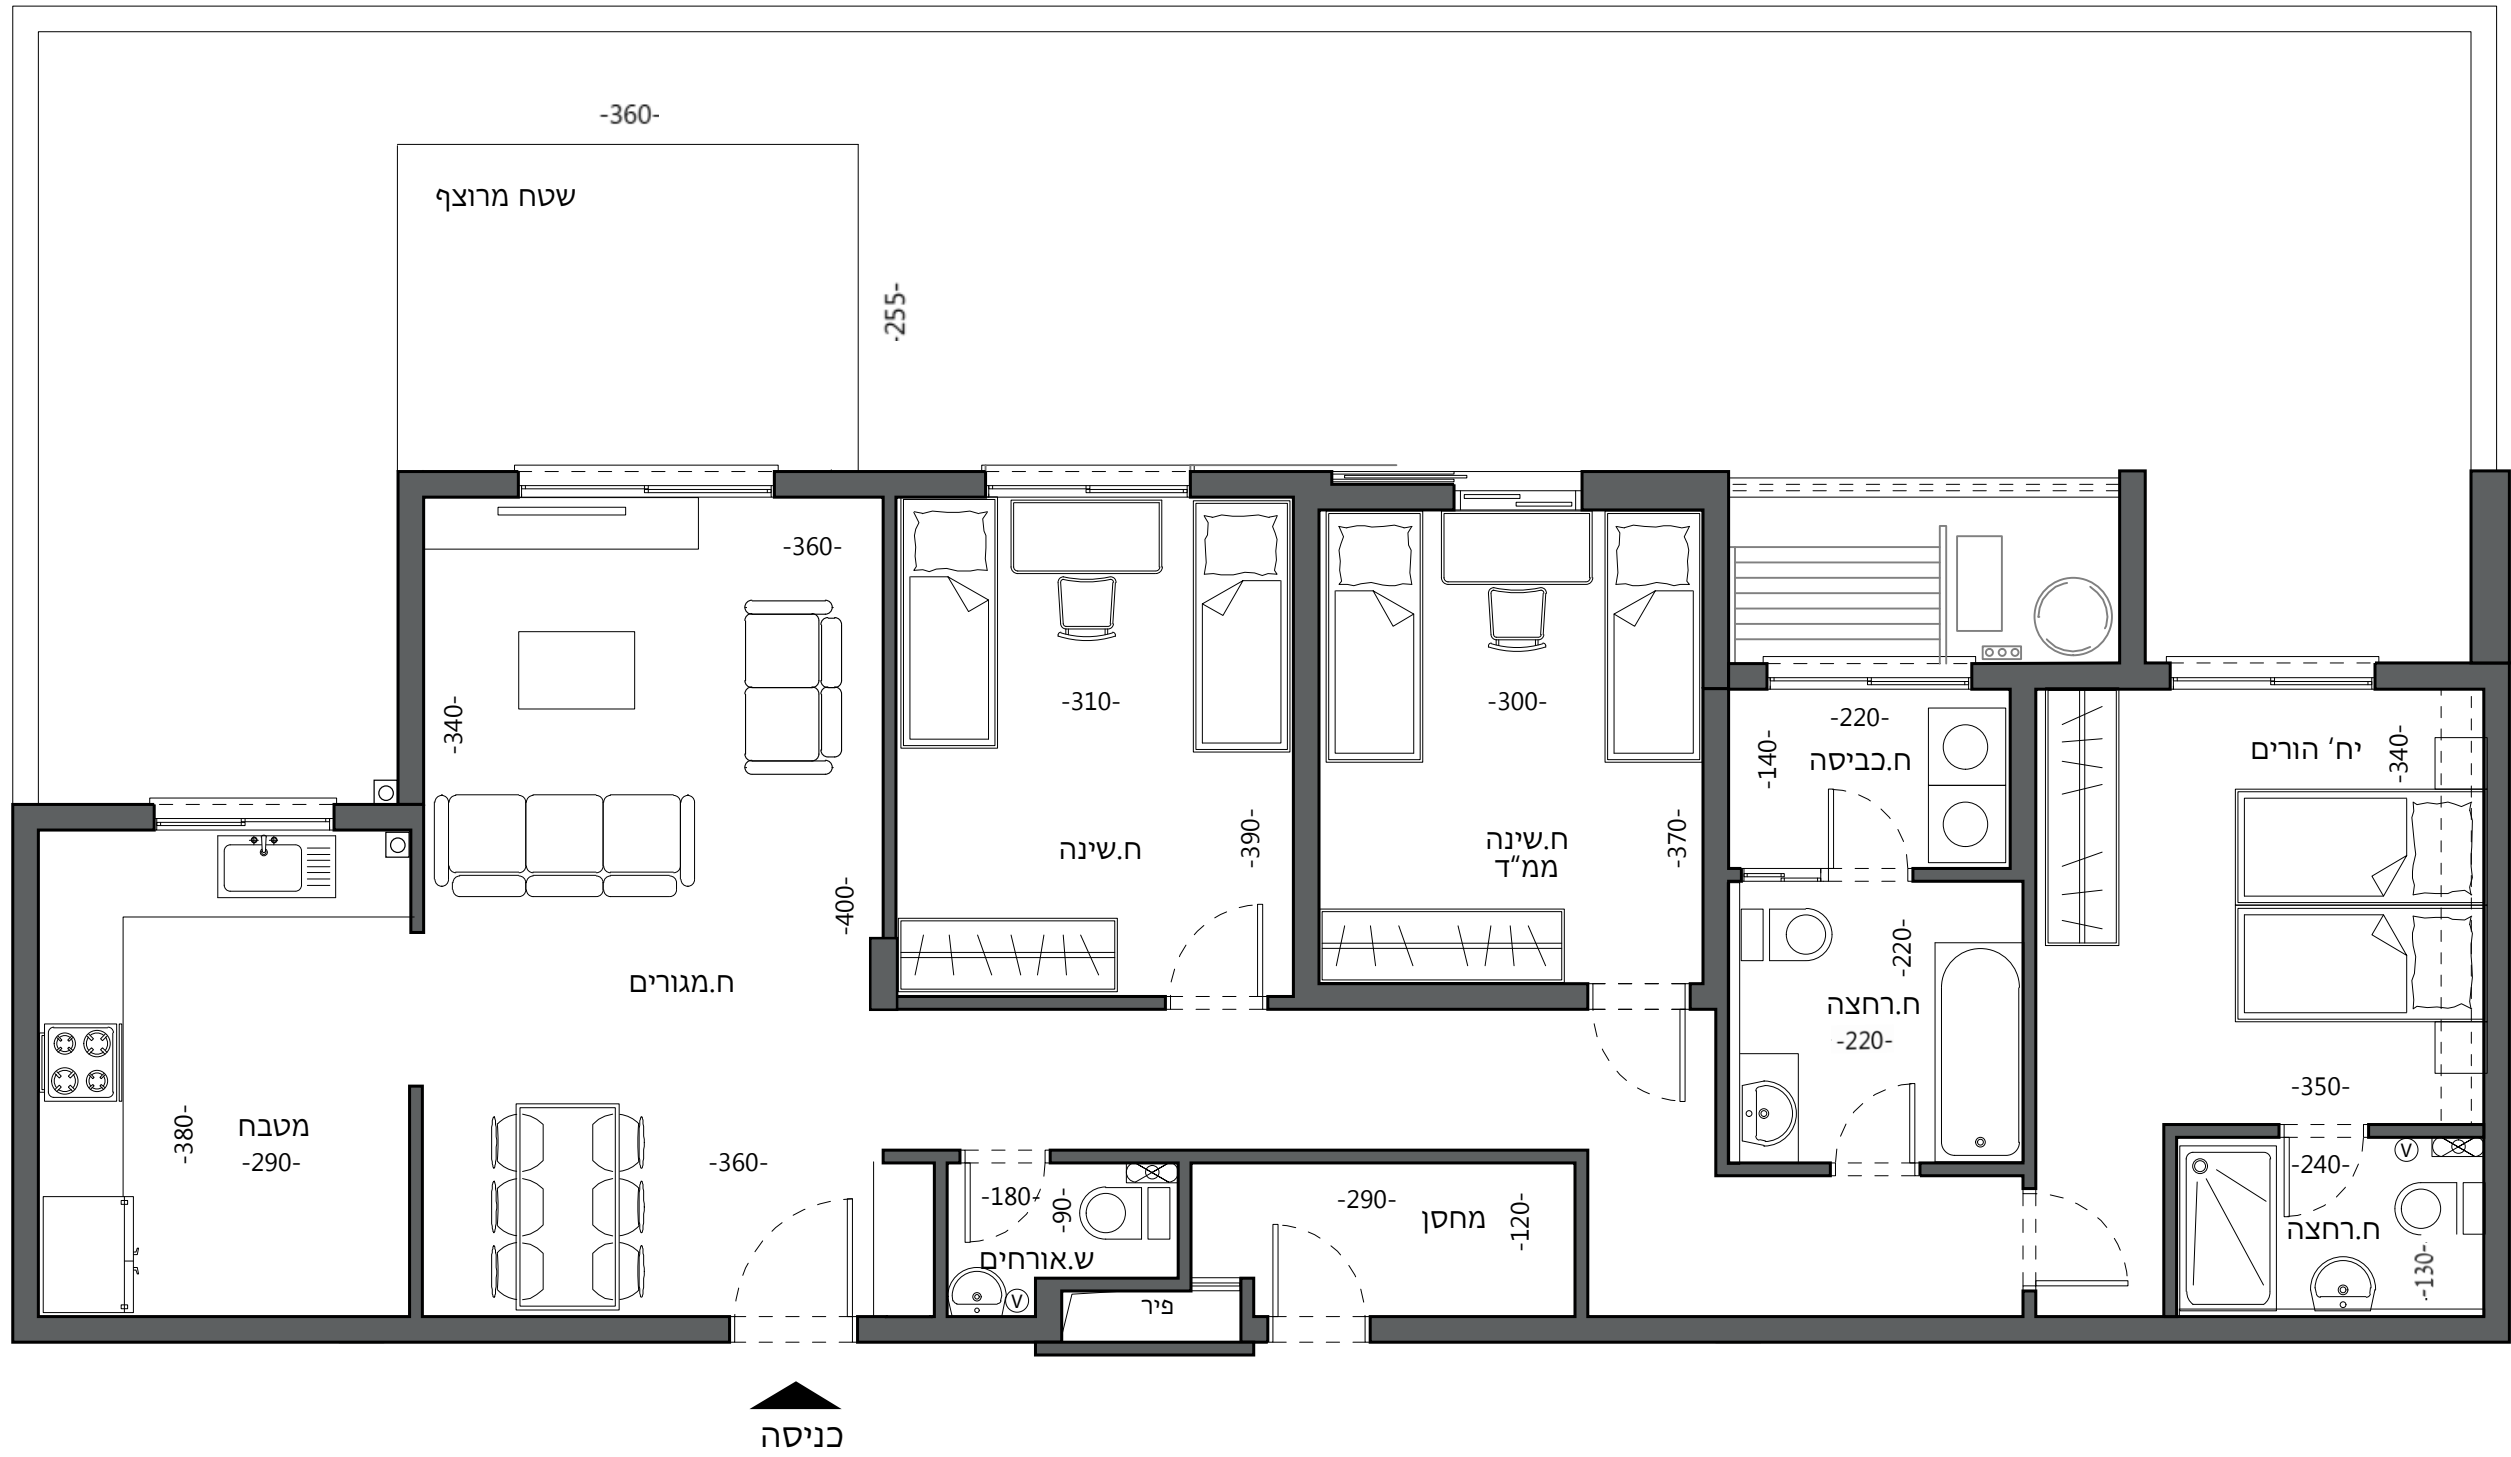 -360-
שטח מרוצף
-255-
-360-
-340-
-400-
ח.מגורים
-360-
-310-
ח.שינה
-390-
-300-
ח.שינה
ממ"ד
-370-
-220-
-140-
ח.כביסה
-220-
ח.רחצה
-220-
יח' הורים
-340-
-350-
-240-
V
ח.רחצה
-130-
-380-
מטבח
-290-
-180-
-90-
ש.אורחים
V
-290-
מחסן
-120-
פיר
כניסה